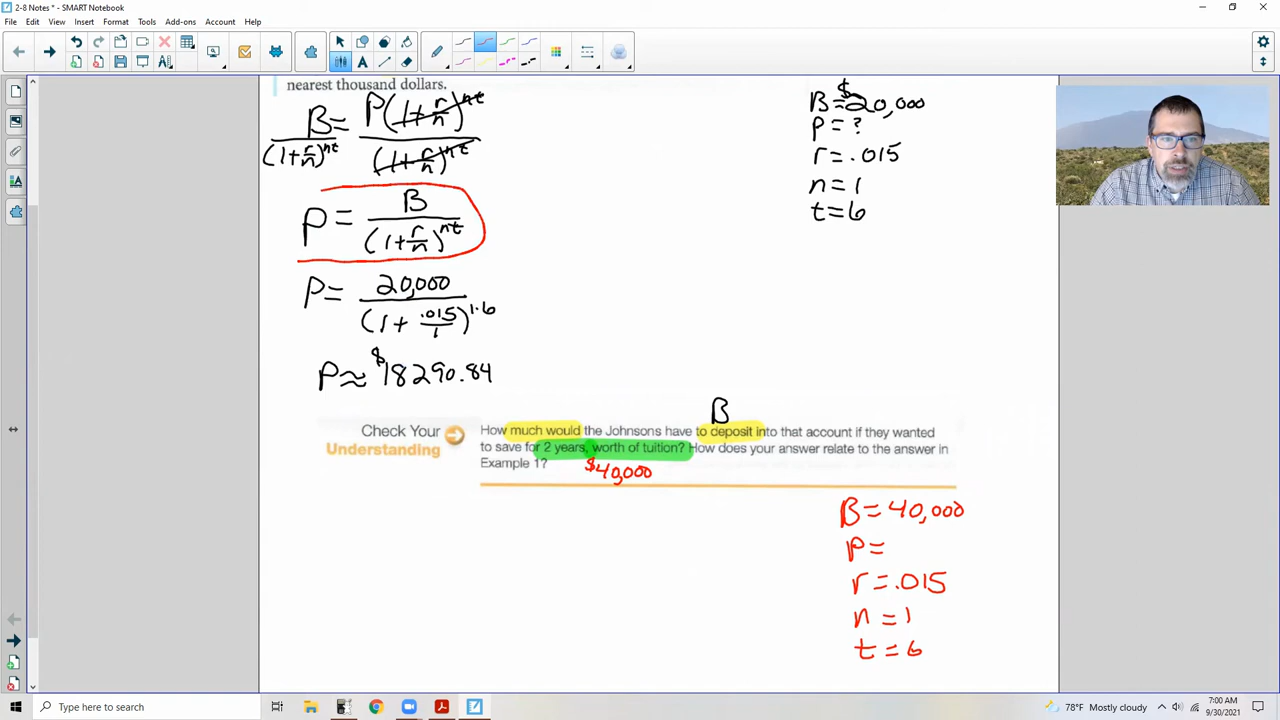 2-8 Notes * - SMART Notebook
File Edit View Insert Format Tools Add-ons Account Help
nearest thousand dollars.
B = P(1+r/n)^nt
(1+r/n)^nt (1+r/n)^nt
P = B/(1+r/n)^nt
P = 20,000/(1+.015/1)^1·6
P ≈ $18290.84
B = $20,000
P = ?
r = .015
n = 1
t = 6
B
Check Your
Understanding
How much would the Johnsons have to deposit into that account if they wanted
to save for 2 years, worth of tuition? How does your answer relate to the answer in
Example 1?
$40,000
B = 40,000
P =
r = .015
n = 1
t = 6
Type here to search
78°F Mostly cloudy
7:00 AM
9/30/2021